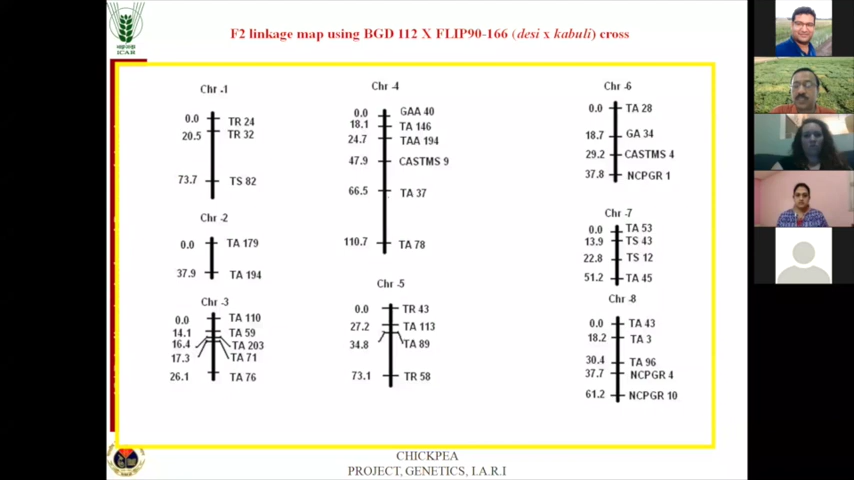 F2 linkage map using BGD 112 X FLIP90-166 (desi x kabuli) cross
ICAR
Chr -1
0.0 TR 24
20.5 TR 32
73.7 TS 82
Chr -2
0.0 TA 179
37.9 TA 194
Chr -3
0.0 TA 110
14.1 TA 59
16.4 TA 203
17.3 TA 71
26.1 TA 76
Chr -4
0.0 GAA 40
18.1 TA 146
24.7 TAA 194
47.9 CASTMS 9
66.5 TA 37
110.7 TA 78
Chr -5
0.0 TR 43
27.2 TA 113
34.8 TA 89
73.1 TR 58
Chr -6
0.0 TA 28
18.7 GA 34
29.2 CASTMS 4
37.8 NCPGR 1
Chr -7
0.0 TA 53
13.9 TS 43
22.8 TS 12
51.2 TA 45
Chr -8
0.0 TA 43
18.2 TA 3
30.4 TA 96
37.7 NCPGR 4
61.2 NCPGR 10
CHICKPEA
PROJECT, GENETICS, I.A.R.I